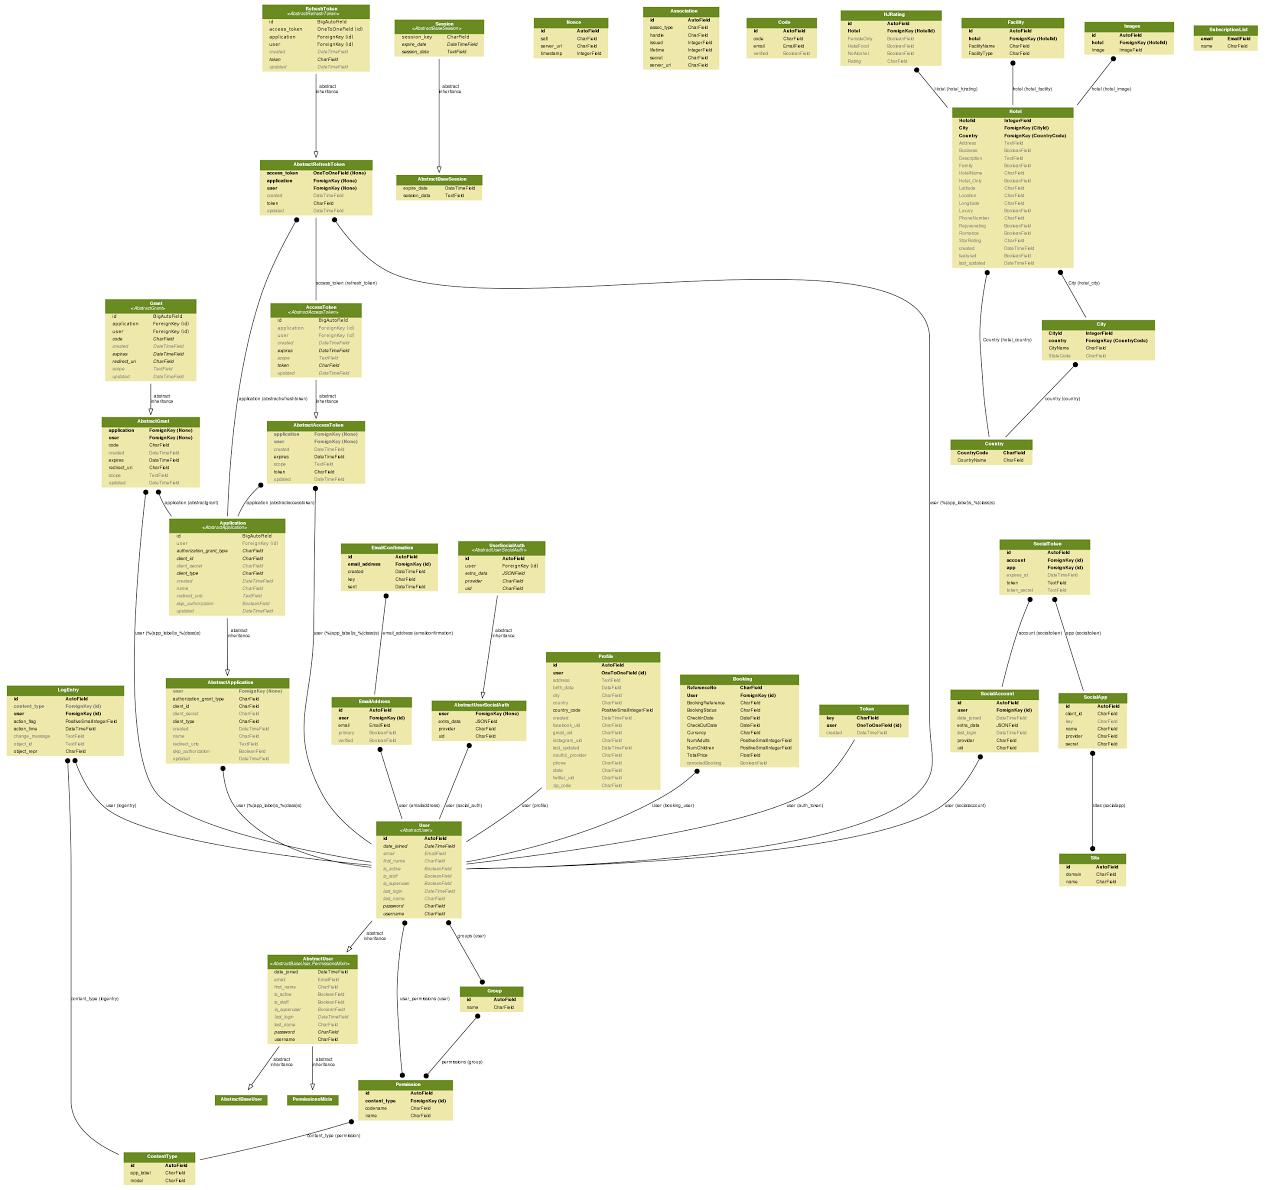 RefreshToken
<AbstractRefreshToken>
id BigAutoField
access_token OneToOneField (id)
application ForeignKey (id)
user ForeignKey (id)
created DateTimeField
token CharField
updated DateTimeField
Session
<AbstractBaseSession>
session_key CharField
expire_date DateTimeField
session_data TextField
Nonce
id AutoField
salt CharField
server_url CharField
timestamp IntegerField
Association
id AutoField
assoc_type CharField
handle CharField
issued IntegerField
lifetime IntegerField
secret CharField
server_url CharField
Code
id AutoField
code CharField
email EmailField
verified BooleanField
HJRating
id AutoField
Hotel ForeignKey (HotelId)
FemaleOnly BooleanField
HalalFood BooleanField
NoAlcohol BooleanField
Rating CharField
Facility
id AutoField
hotel ForeignKey (HotelId)
FacilityName CharField
FacilityType CharField
Images
id AutoField
hotel ForeignKey (HotelId)
image ImageField
SubscriptionList
email EmailField
name CharField
abstract
inheritance
abstract
inheritance
Hotel (hotel_hjrating)
hotel (hotel_facility)
hotel (hotel_image)
Hotel
HotelId IntegerField
City ForeignKey (CityId)
Country ForeignKey (CountryCode)
Address TextField
Business BooleanField
Description TextField
Family BooleanField
HotelName CharField
Hotel_Only BooleanField
Latitude CharField
Location CharField
Longitude CharField
Luxury BooleanField
PhoneNumber CharField
Rejuvenating BooleanField
Romance BooleanField
StarRating CharField
created DateTimeField
featured BooleanField
last_updated DateTimeField
AbstractRefreshToken
access_token OneToOneField (None)
application ForeignKey (None)
user ForeignKey (None)
created DateTimeField
token CharField
updated DateTimeField
AbstractBaseSession
expire_date DateTimeField
session_data TextField
access_token (refresh_token)
City (hotel_city)
Grant
<AbstractGrant>
id BigAutoField
application ForeignKey (id)
user ForeignKey (id)
code CharField
created DateTimeField
expires DateTimeField
redirect_uri CharField
scope TextField
updated DateTimeField
AccessToken
<AbstractAccessToken>
id BigAutoField
application ForeignKey (id)
user ForeignKey (id)
created DateTimeField
expires DateTimeField
scope TextField
token CharField
updated DateTimeField
Country (hotel_country)
City
CityId IntegerField
country ForeignKey (CountryCode)
CityName CharField
StateCode CharField
abstract
inheritance
application (abstractrefreshtoken)
abstract
inheritance
country (country)
AbstractGrant
application ForeignKey (None)
user ForeignKey (None)
code CharField
created DateTimeField
expires DateTimeField
redirect_uri CharField
scope TextField
updated DateTimeField
AbstractAccessToken
application ForeignKey (None)
user ForeignKey (None)
created DateTimeField
expires DateTimeField
scope TextField
token CharField
updated DateTimeField
Country
CountryCode CharField
CountryName CharField
application (abstractgrant)
application (abstractaccesstoken)
user (%(app_label)s_%(class)s)
Application
<AbstractApplication>
id BigAutoField
user ForeignKey (id)
authorization_grant_type CharField
client_id CharField
client_secret CharField
client_type CharField
created DateTimeField
name CharField
redirect_uris TextField
skip_authorization BooleanField
updated DateTimeField
EmailConfirmation
id AutoField
email_address ForeignKey (id)
created DateTimeField
key CharField
sent DateTimeField
UserSocialAuth
<AbstractUserSocialAuth>
id AutoField
user ForeignKey (id)
extra_data JSONField
provider CharField
uid CharField
SocialToken
id AutoField
account ForeignKey (id)
app ForeignKey (id)
expires_at DateTimeField
token TextField
token_secret TextField
user (%(app_label)s_%(class)s)
abstract
inheritance
user (%(app_label)s_%(class)s)
email_address (emailconfirmation)
abstract
inheritance
account (socialtoken)
app (socialtoken)
LogEntry
id AutoField
content_type ForeignKey (id)
user ForeignKey (id)
action_flag PositiveSmallIntegerField
action_time DateTimeField
change_message TextField
object_id TextField
object_repr CharField
AbstractApplication
user ForeignKey (None)
authorization_grant_type CharField
client_id CharField
client_secret CharField
client_type CharField
created DateTimeField
name CharField
redirect_uris TextField
skip_authorization BooleanField
updated DateTimeField
EmailAddress
id AutoField
user ForeignKey (id)
email EmailField
primary BooleanField
verified BooleanField
AbstractUserSocialAuth
user ForeignKey (None)
extra_data JSONField
provider CharField
uid CharField
Profile
id AutoField
user OneToOneField (id)
address TextField
birth_data DateField
city CharField
country CharField
country_code PositiveSmallIntegerField
created DateTimeField
facebook_uid CharField
gmail_uid CharField
instagram_uid CharField
last_updated DateTimeField
oauth2_provider CharField
phone CharField
state CharField
twitter_uid CharField
zip_code CharField
Booking
ReferenceNo CharField
User ForeignKey (id)
BookingReference CharField
BookingStatus CharField
CheckInDate DateField
CheckOutDate DateField
Currency CharField
NumAdults PositiveSmallIntegerField
NumChildren PositiveSmallIntegerField
TotalPrice FloatField
canceledBooking BooleanField
Token
key CharField
user OneToOneField (id)
created DateTimeField
SocialAccount
id AutoField
user ForeignKey (id)
date_joined DateTimeField
extra_data JSONField
last_login DateTimeField
provider CharField
uid CharField
SocialApp
id AutoField
client_id CharField
key CharField
name CharField
provider CharField
secret CharField
user (logentry)
user (%(app_label)s_%(class)s)
user (emailaddress)
user (social_auth)
user (profile)
User (booking_user)
user (auth_token)
user (socialaccount)
sites (socialapp)
User
<AbstractUser>
id AutoField
date_joined DateTimeField
email EmailField
first_name CharField
is_active BooleanField
is_staff BooleanField
is_superuser BooleanField
last_login DateTimeField
last_name CharField
password CharField
username CharField
Site
id AutoField
domain CharField
name CharField
abstract
inheritance
groups (user)
AbstractUser
<AbstractBaseUser,PermissionsMixin>
date_joined DateTimeField
email EmailField
first_name CharField
is_active BooleanField
is_staff BooleanField
is_superuser BooleanField
last_login DateTimeField
last_name CharField
password CharField
username CharField
content_type (logentry)
user_permissions (user)
Group
id AutoField
name CharField
abstract
inheritance
abstract
inheritance
permissions (group)
AbstractBaseUser
PermissionsMixin
Permission
id AutoField
content_type ForeignKey (id)
codename CharField
name CharField
content_type (permission)
ContentType
id AutoField
app_label CharField
model CharField